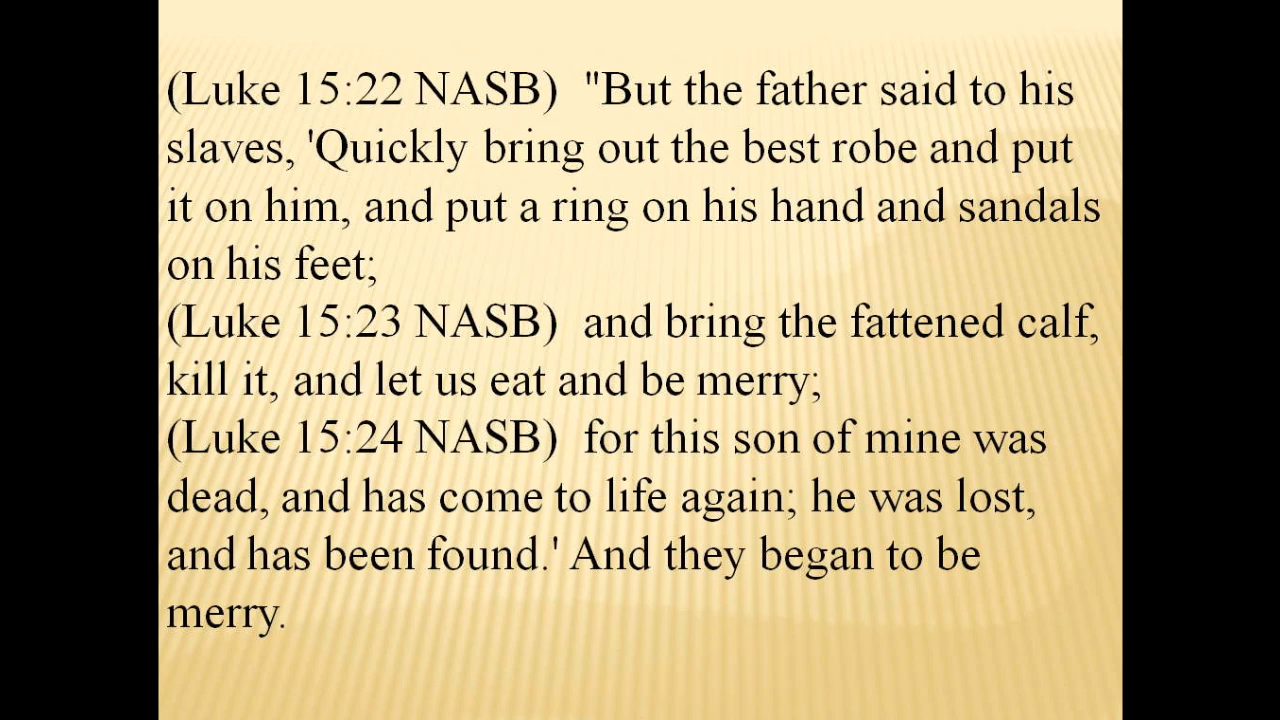 (Luke 15:22 NASB)  "But the father said to his
slaves, 'Quickly bring out the best robe and put
it on him, and put a ring on his hand and sandals
on his feet;
(Luke 15:23 NASB)  and bring the fattened calf,
kill it, and let us eat and be merry;
(Luke 15:24 NASB)  for this son of mine was
dead, and has come to life again; he was lost,
and has been found.' And they began to be
merry.